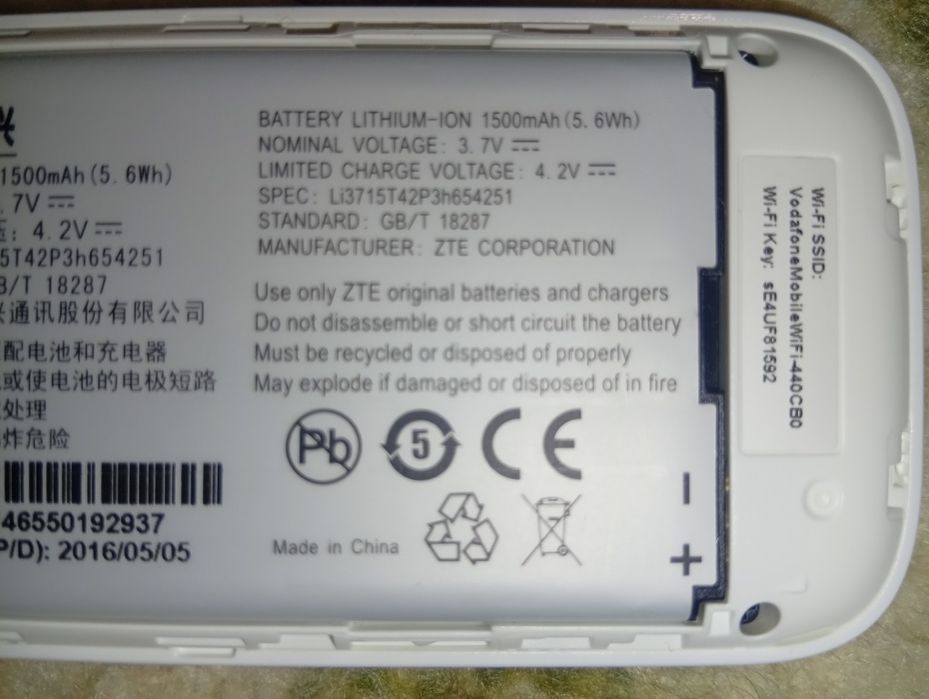 1500mAh (5.6Wh)
.7V
4.2V
5T42P3h654251
B/T 18287
通讯股份有限公司
配电池和充电器
或使电池的电极短路
处理
炸危险
46550192937
P/D): 2016/05/05
BATTERY LITHIUM-ION 1500mAh (5.6Wh)
NOMINAL VOLTAGE: 3.7V
LIMITED CHARGE VOLTAGE: 4.2V
SPEC: Li3715T42P3h654251
STANDARD: GB/T 18287
MANUFACTURER: ZTE CORPORATION
Use only ZTE original batteries and chargers
Do not disassemble or short circuit the battery
Must be recycled or disposed of properly
May explode if damaged or disposed of in fire
Pb
5
CE
Made in China
-
+
Wi-Fi SSID:
VodafoneMobileWiFi-440CB0
Wi-Fi Key: sE4UF81592